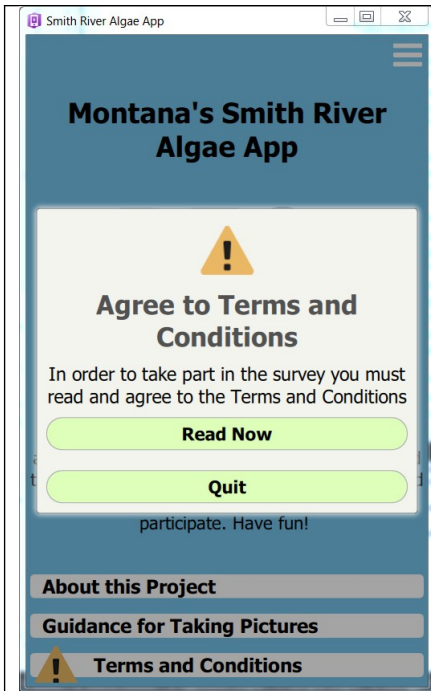 Smith River Algae App
Montana's Smith River
Algae App
Agree to Terms and
Conditions
In order to take part in the survey you must
read and agree to the Terms and Conditions
Read Now
Quit
participate. Have fun!
About this Project
Guidance for Taking Pictures
Terms and Conditions